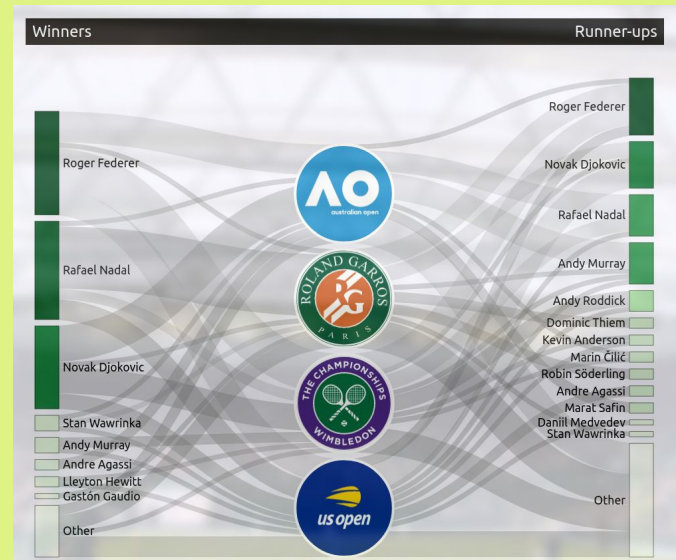 Winners
Runner-ups
Roger Federer
Rafael Nadal
Novak Djokovic
Stan Wawrinka
Andy Murray
Andre Agassi
Lleyton Hewitt
Gastón Gaudio
Other
AO
australian open
ROLAND GARROS
RG
PARIS
THE CHAMPIONSHIPS
WIMBLEDON
us open
Roger Federer
Novak Djokovic
Rafael Nadal
Andy Murray
Andy Roddick
Dominic Thiem
Kevin Anderson
Marin Čilić
Robin Söderling
Andre Agassi
Marat Safin
Daniil Medvedev
Stan Wawrinka
Other